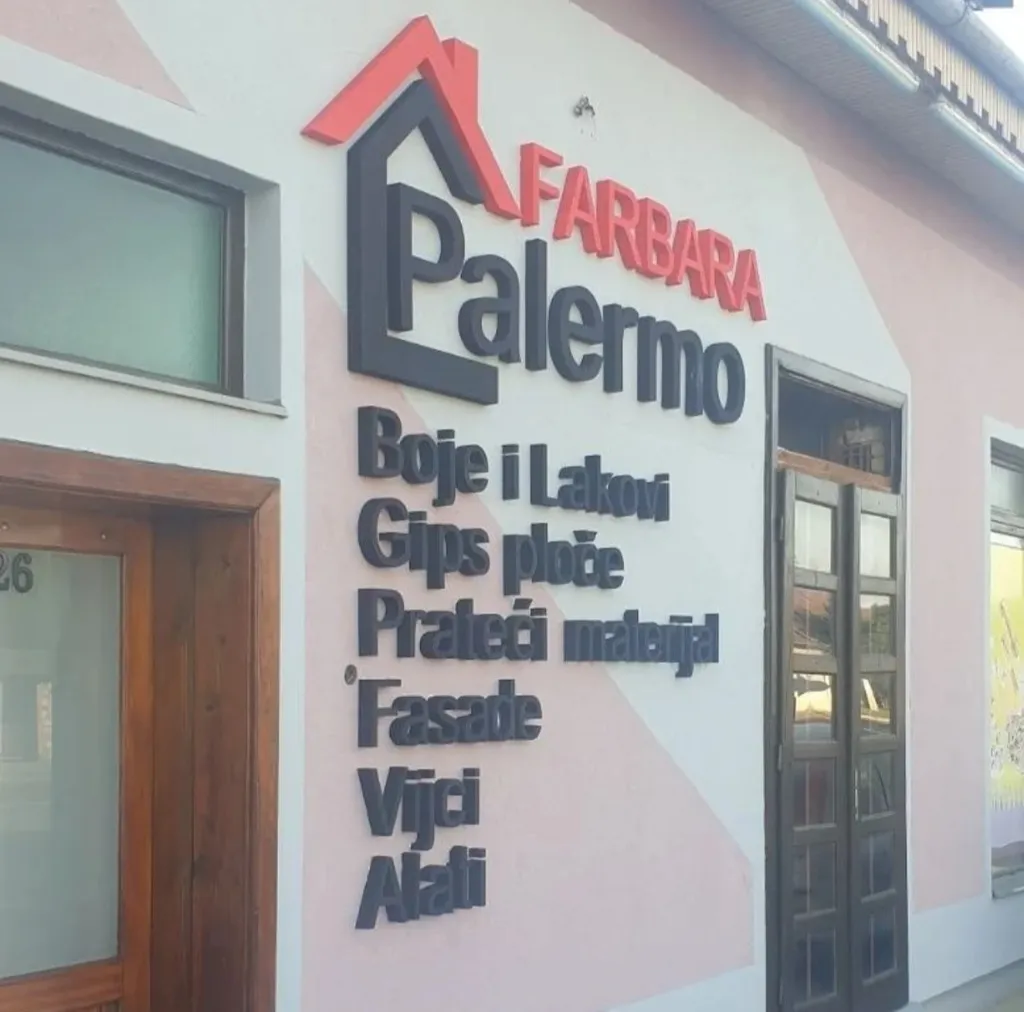 FARBARA
Palermo
Boje i Lakovi
Gips ploče
Prateći materijal
Fasade
Vijci
Alati
26